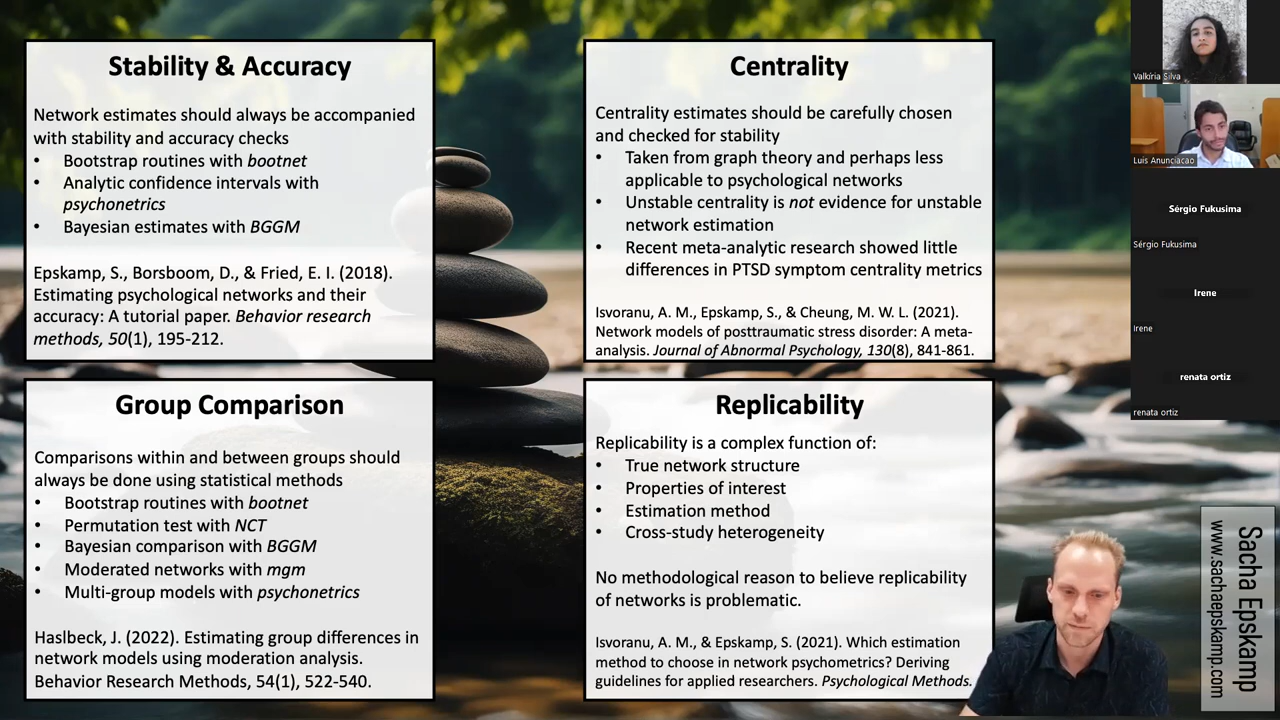 Stability & Accuracy
Network estimates should always be accompanied
with stability and accuracy checks
• Bootstrap routines with bootnet
• Analytic confidence intervals with
psychonetrics
• Bayesian estimates with BGGM
Epskamp, S., Borsboom, D., & Fried, E. I. (2018).
Estimating psychological networks and their
accuracy: A tutorial paper. Behavior research
methods, 50(1), 195-212.
Centrality
Centrality estimates should be carefully chosen
and checked for stability
• Taken from graph theory and perhaps less
applicable to psychological networks
• Unstable centrality is not evidence for unstable
network estimation
• Recent meta-analytic research showed little
differences in PTSD symptom centrality metrics
Isvoranu, A. M., Epskamp, S., & Cheung, M. W. L. (2021).
Network models of posttraumatic stress disorder: A meta-
analysis. Journal of Abnormal Psychology, 130(8), 841-861.
Group Comparison
Comparisons within and between groups should
always be done using statistical methods
• Bootstrap routines with bootnet
• Permutation test with NCT
• Bayesian comparison with BGGM
• Moderated networks with mgm
• Multi-group models with psychonetrics
Haslbeck, J. (2022). Estimating group differences in
network models using moderation analysis.
Behavior Research Methods, 54(1), 522-540.
Replicability
Replicability is a complex function of:
• True network structure
• Properties of interest
• Estimation method
• Cross-study heterogeneity
No methodological reason to believe replicability
of networks is problematic.
Isvoranu, A. M., & Epskamp, S. (2021). Which estimation
method to choose in network psychometrics? Deriving
guidelines for applied researchers. Psychological Methods.
Valkíria Silva
Luis Anunciacao
Sérgio Fukusima
Sérgio Fukusima
Irene
Irene
renata ortiz
renata ortiz
Sacha Epskamp
www.sachaepskamp.com